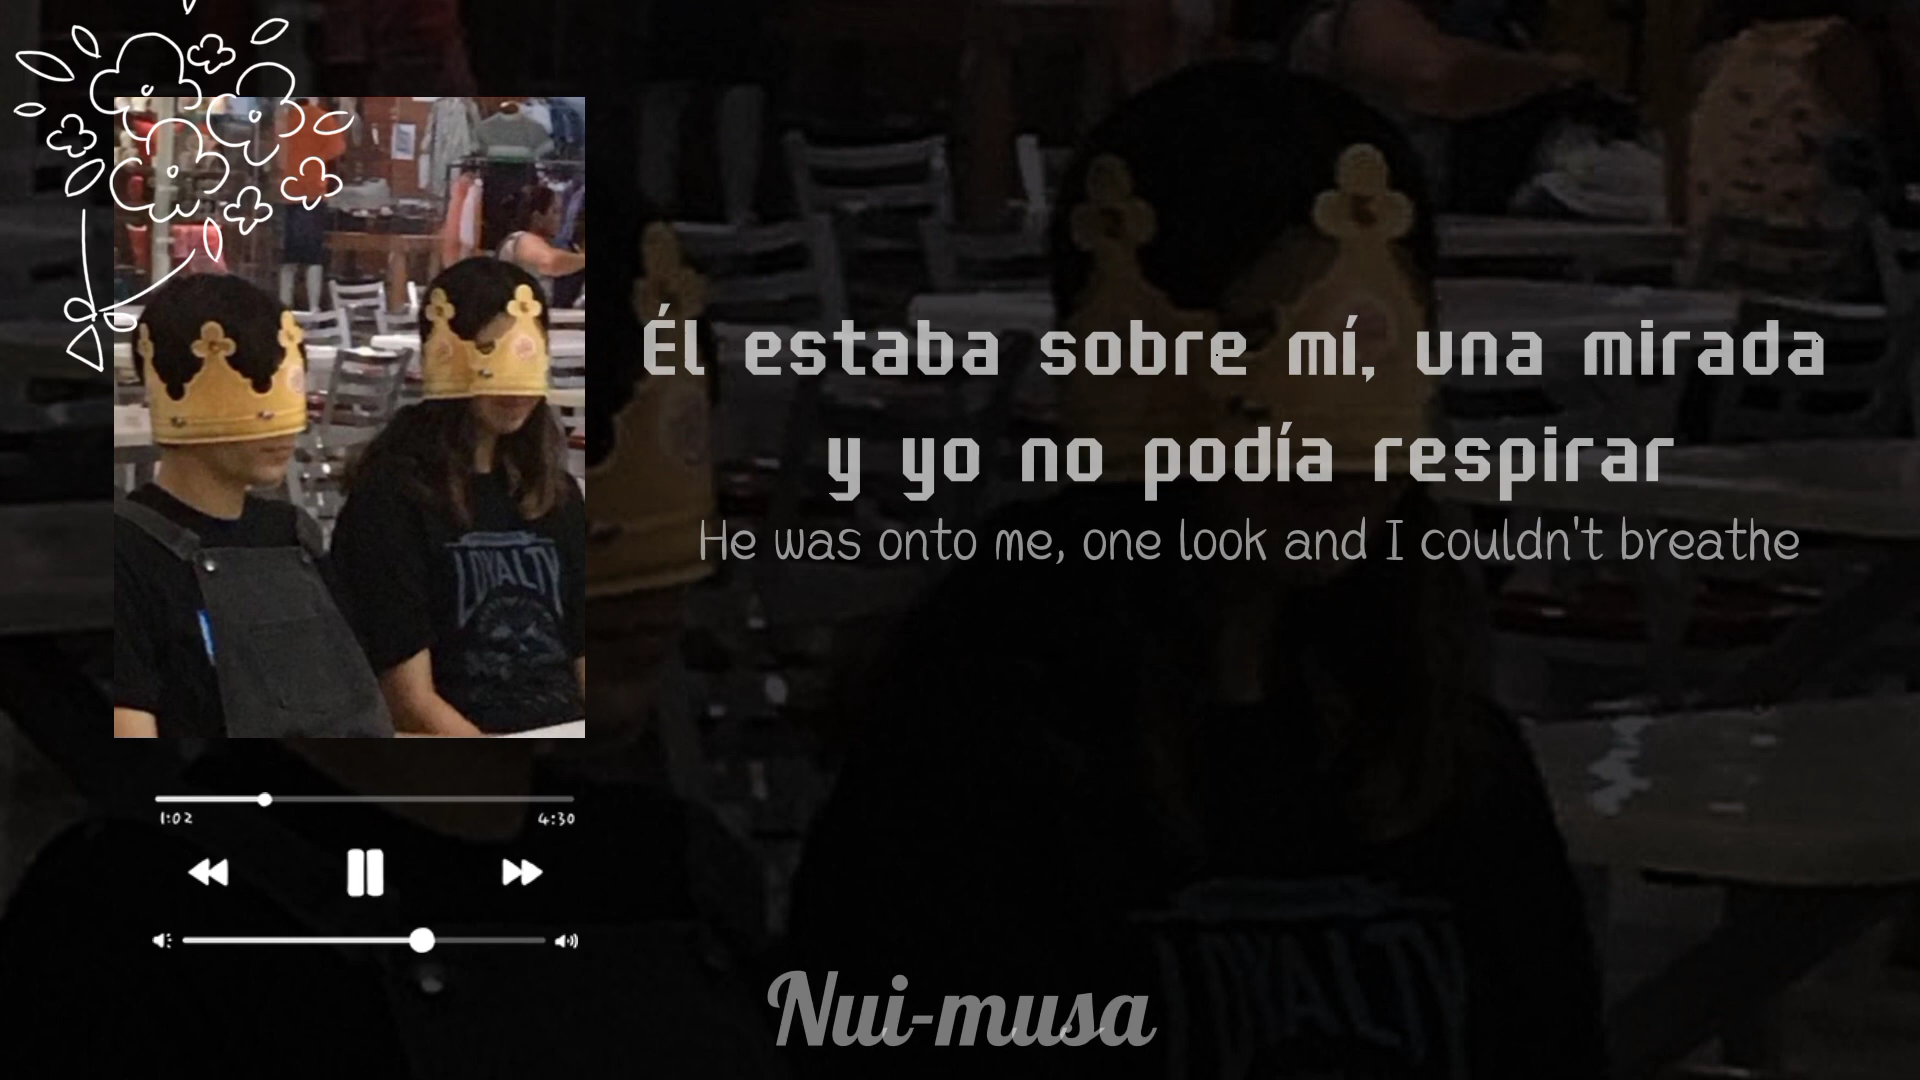 Él estaba sobre mí, una mirada
y yo no podía respirar
He was onto me, one look and I couldn't breathe
LOYALTY
1:02
4:30
LOYALTY
Nui-musa